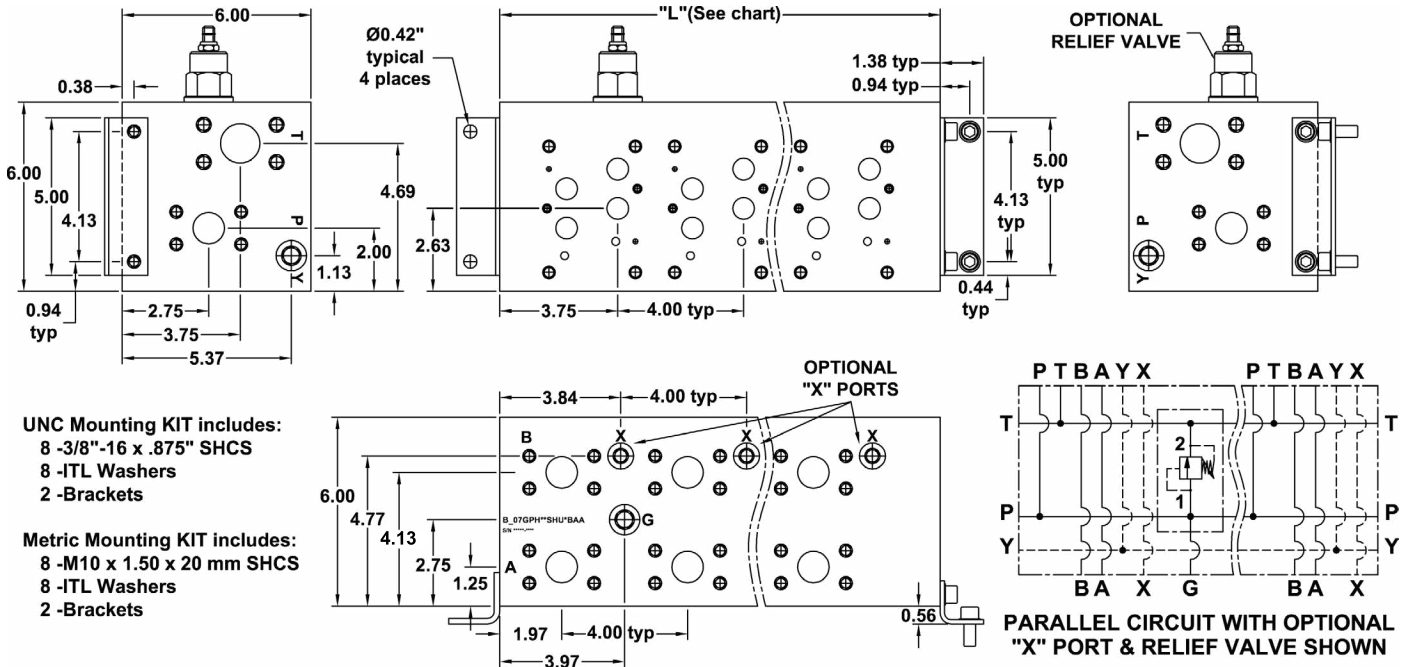 6.00
0.38
6.00
5.00
4.13
0.94
typ
T
P
Y
4.69
2.00
1.13
2.75
3.75
5.37
Ø0.42"
typical
4 places
"L"(See chart)
1.38 typ
0.94 typ
2.63
3.75
4.00 typ
5.00
typ
4.13
typ
0.44
typ
OPTIONAL
RELIEF VALVE
T
P
Y
UNC Mounting KIT includes:
8 -3/8"-16 x .875" SHCS
8 -ITL Washers
2 -Brackets
Metric Mounting KIT includes:
8 -M10 x 1.50 x 20 mm SHCS
8 -ITL Washers
2 -Brackets
3.84
4.00 typ
OPTIONAL
"X" PORTS
B
X
X
X
6.00
4.77
4.13
2.75
1.25
B_07GPH**SHU*BAA
G
A
0.56
1.97
4.00 typ
3.97
P T B A Y X
P T B A Y X
T
T
2
1
P
P
Y
Y
B A X G B A X
PARALLEL CIRCUIT WITH OPTIONAL
"X" PORT & RELIEF VALVE SHOWN